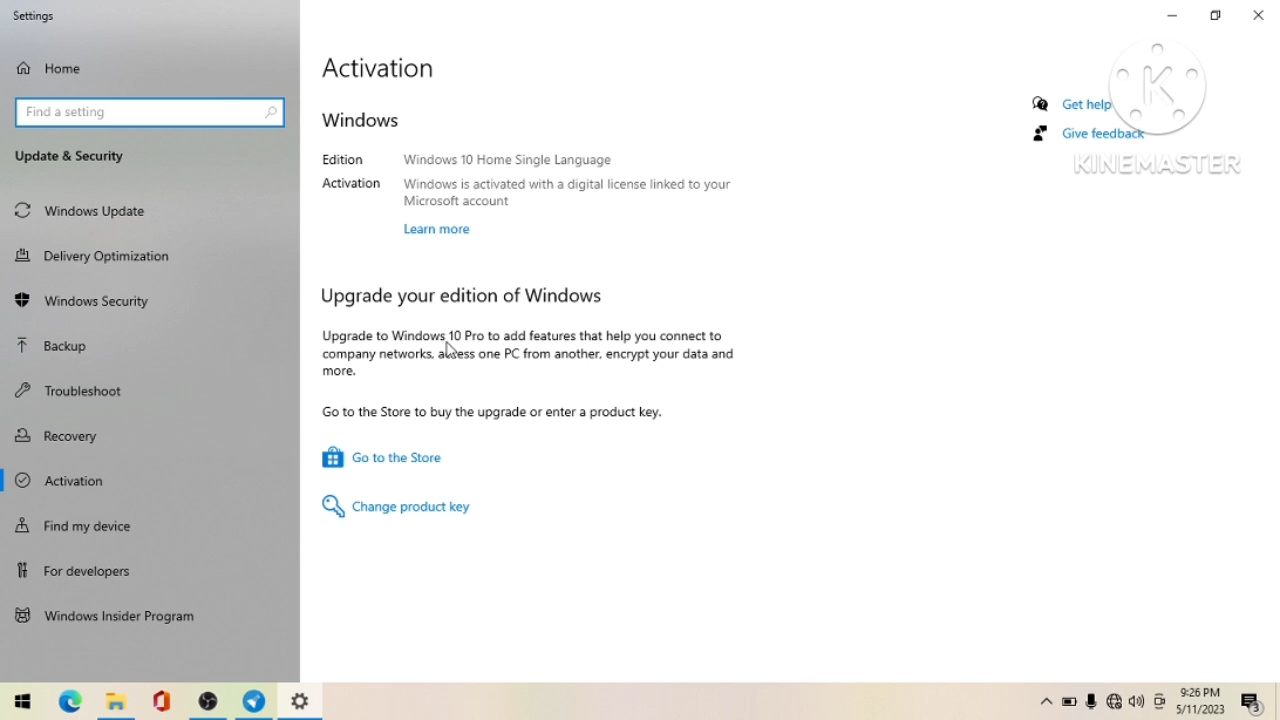 Settings
Home
Find a setting
Update & Security
Windows Update
Delivery Optimization
Windows Security
Backup
Troubleshoot
Recovery
Activation
Find my device
For developers
Windows Insider Program
Activation
Windows
Edition Windows 10 Home Single Language
Activation Windows is activated with a digital license linked to your
Microsoft account
Learn more
Upgrade your edition of Windows
Upgrade to Windows 10 Pro to add features that help you connect to
company networks, access one PC from another, encrypt your data and
more.
Go to the Store to buy the upgrade or enter a product key.
Go to the Store
Change product key
Get help
Give feedback
K
KINEMASTER
9:26 PM
5/11/2023
3